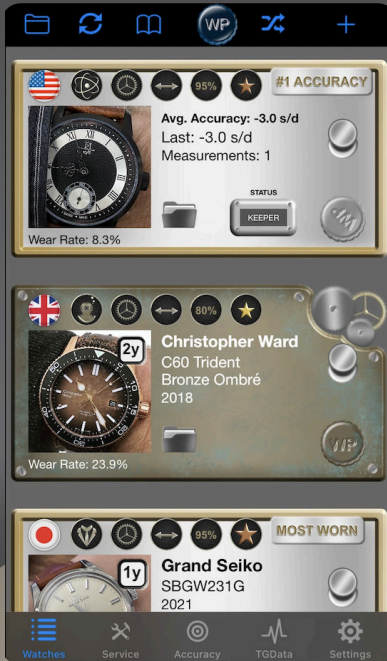 WP
#1 ACCURACY
95%
Avg. Accuracy: -3.0 s/d
Last: -3.0 s/d
Measurements: 1
STATUS
KEEPER
WP
Wear Rate: 8.3%
80%
2y
Christopher Ward
C60 Trident
Bronze Ombré
2018
WP
Wear Rate: 23.9%
95%
MOST WORN
1y
Grand Seiko
SBGW231G
2021
Watches
Service
Accuracy
TGData
Settings